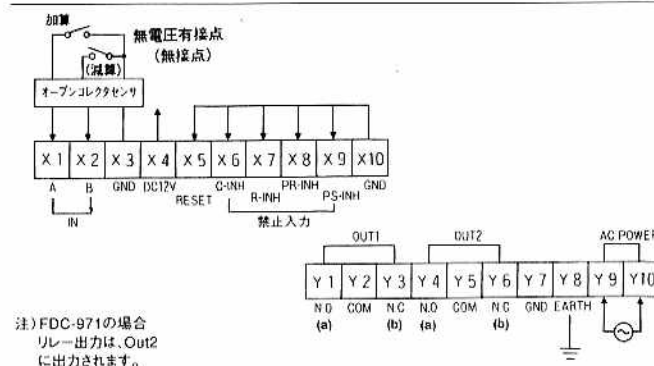 加算
無電圧有接点
(無接点)
(減算)
オープンコレクタセンサ
X1 X2 X3 X4 X5 X6 X7 X8 X9 X10
A B GND DC12V RESET C-INH R-INH PR-INH PS-INH GND
IN
禁止入力
OUT1 OUT2 AC POWER
Y1 Y2 Y3 Y4 Y5 Y6 Y7 Y8 Y9 Y10
N.O COM N.C N.O COM N.C GND EARTH
(a) (b) (a) (b)
注)FDC-971の場合
リレー出力は、Out2
に出力されます。